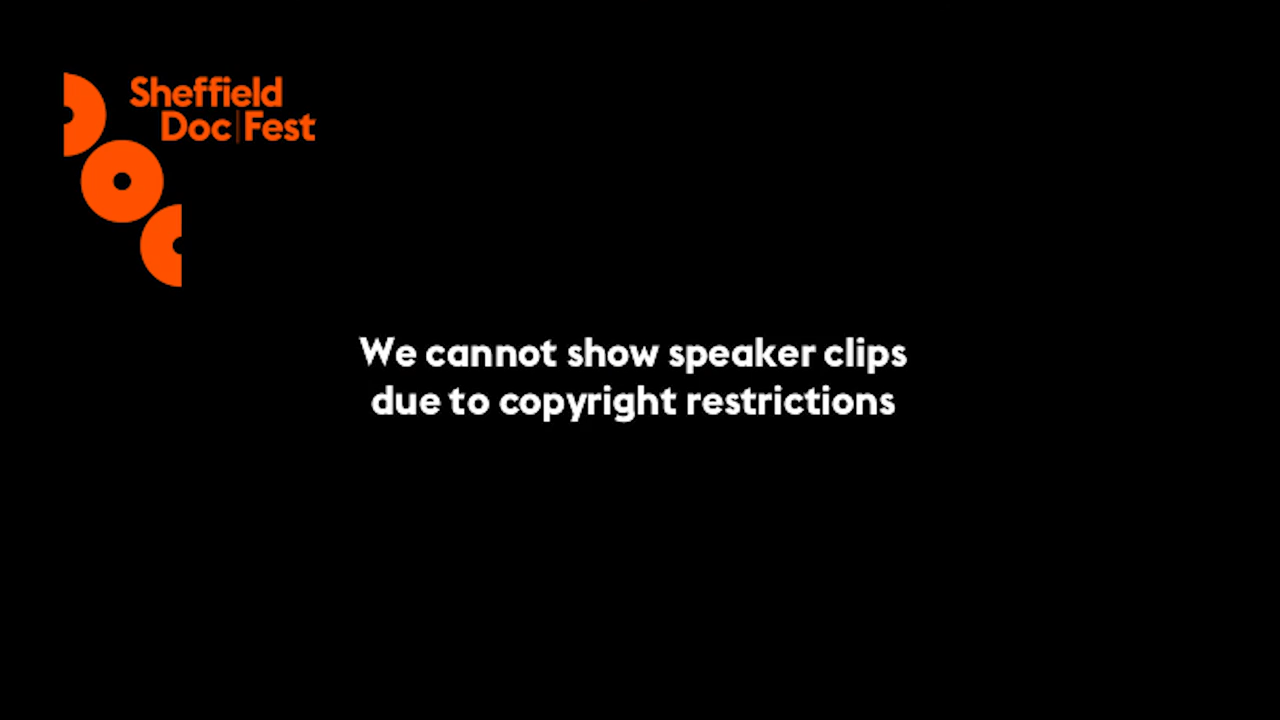 Sheffield
Doc|Fest
We cannot show speaker clips
due to copyright restrictions